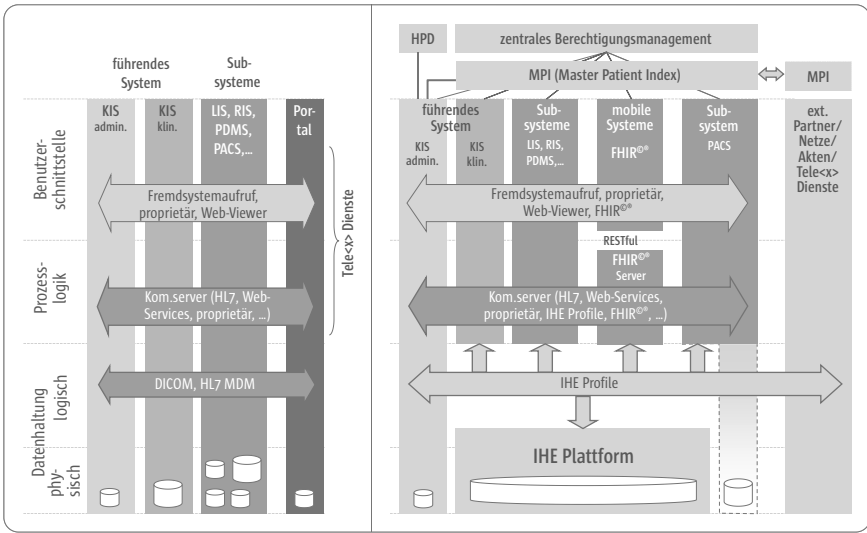 führendes
System
Sub-
systeme
KIS
admin.
KIS
klin.
LIS, RIS,
PDMS,
PACS,...
Por-
tal
Benutzer-
schnittstelle
Fremdsystemaufruf,
proprietär, Web-Viewer
Tele<x> Dienste
Prozess-
logik
Kom.server (HL7, Web-
Services, proprietär, ...)
Datenhaltung
logisch
DICOM, HL7 MDM
phy-
sisch
HPD
zentrales Berechtigungsmanagement
MPI (Master Patient Index)
MPI
führendes
System
KIS
admin.
KIS
klin.
Sub-
systeme
LIS, RIS,
PDMS,...
mobile
Systeme
FHIR©®
Sub-
system
PACS
ext.
Partner/
Netze/
Akten/
Tele<x>
Dienste
Fremdsystemaufruf, proprietär,
Web-Viewer, FHIR©®
RESTful
FHIR©®
Server
Kom.server (HL7, Web-Services,
proprietär, IHE Profile, FHIR©®, ...)
IHE Profile
IHE Plattform